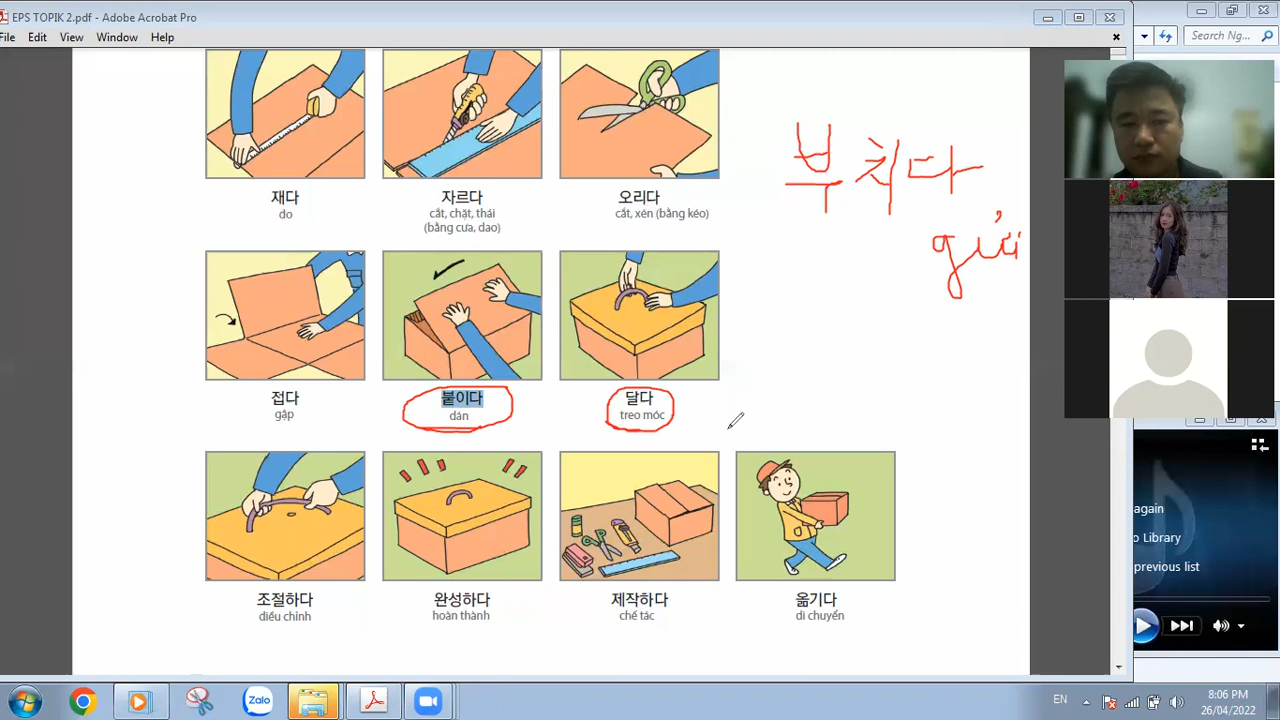 EPS TOPIK 2.pdf - Adobe Acrobat Pro
File Edit View Window Help
Search Ng...
재다
do
자르다
cắt, chặt, thái
(bằng cưa, dao)
오리다
cắt, xén (bằng kéo)
부치다
gửi
접다
gấp
붙이다
dán
달다
treo móc
조절하다
điều chỉnh
완성하다
hoàn thành
제작하다
chế tác
옮기다
di chuyển
again
o Library
previous list
Zalo
EN
8:06 PM
26/04/2022